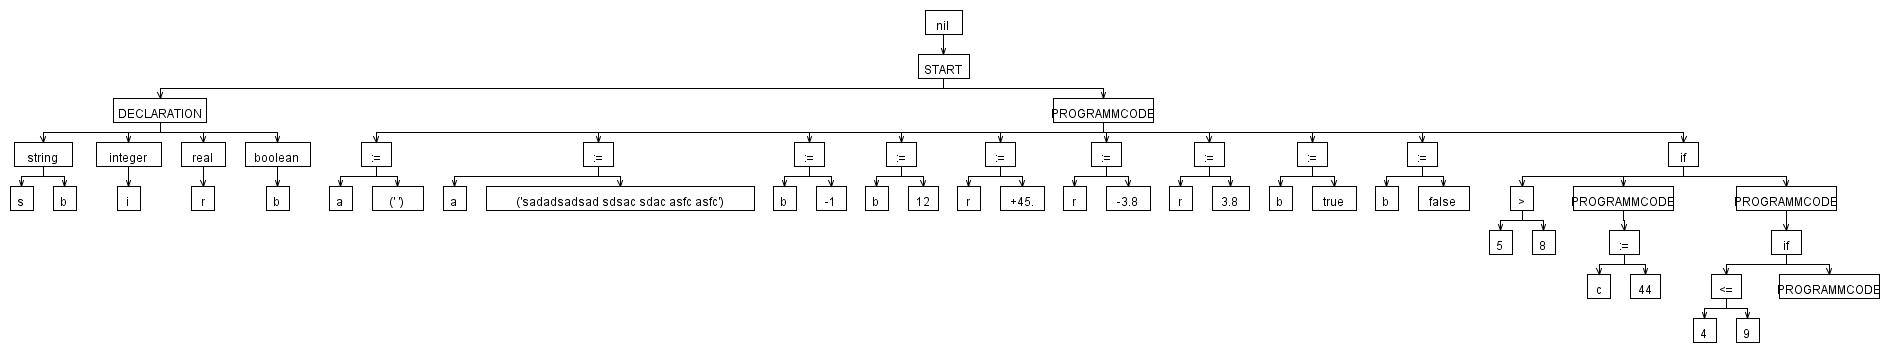 nil
START
DECLARATION PROGRAMMCODE
string integer real boolean := := := := := := := := := if
s b i r b a (' ') a ('sadadsadsad sdsac sdac asfc asfc') b -1 b 12 r +45. r -3.8 r 3.8 b true b false > PROGRAMMCODE PROGRAMMCODE
5 8 := if
c 44 <= PROGRAMMCODE
4 9